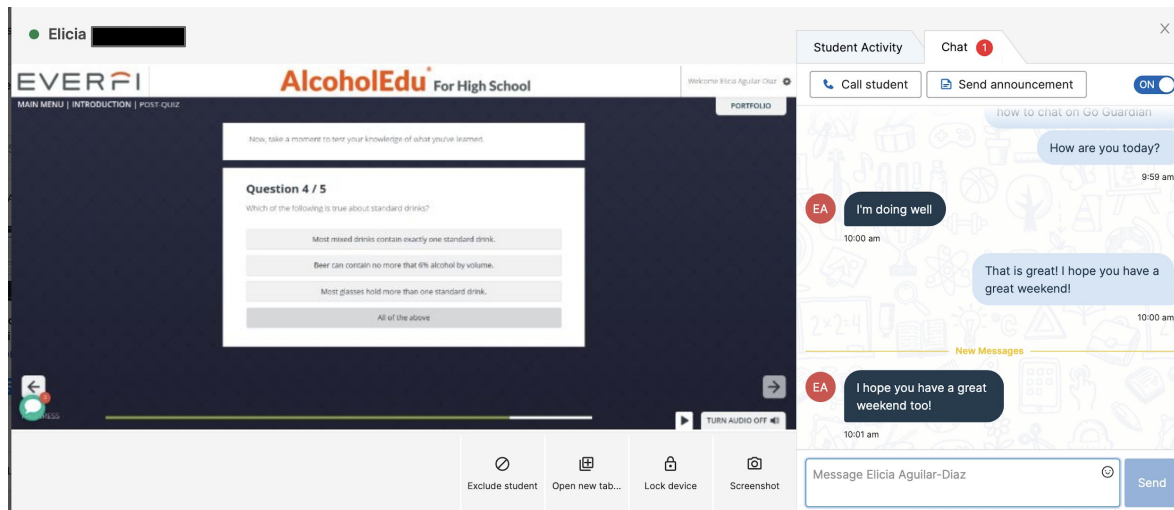 Elicia
EVERFI
AlcoholEdu® For High School
Welcome Elicia Aguilar-Diaz
MAIN MENU | INTRODUCTION | POST-QUIZ
PORTFOLIO
Now, take a moment to test your knowledge of what you've learned.
Question 4 / 5
Which of the following is true about standard drinks?
Most mixed drinks contain exactly one standard drink.
Beer can contain no more that 6% alcohol by volume.
Most glasses hold more than one standard drink.
All of the above
TURN AUDIO OFF
Exclude student
Open new tab...
Lock device
Screenshot
Student Activity
Chat 1
Call student
Send announcement
ON
how to chat on Go Guardian
How are you today?
9:59 am
EA
I'm doing well
10:00 am
That is great! I hope you have a
great weekend!
10:00 am
New Messages
EA
I hope you have a great
weekend too!
10:01 am
Message Elicia Aguilar-Diaz
Send